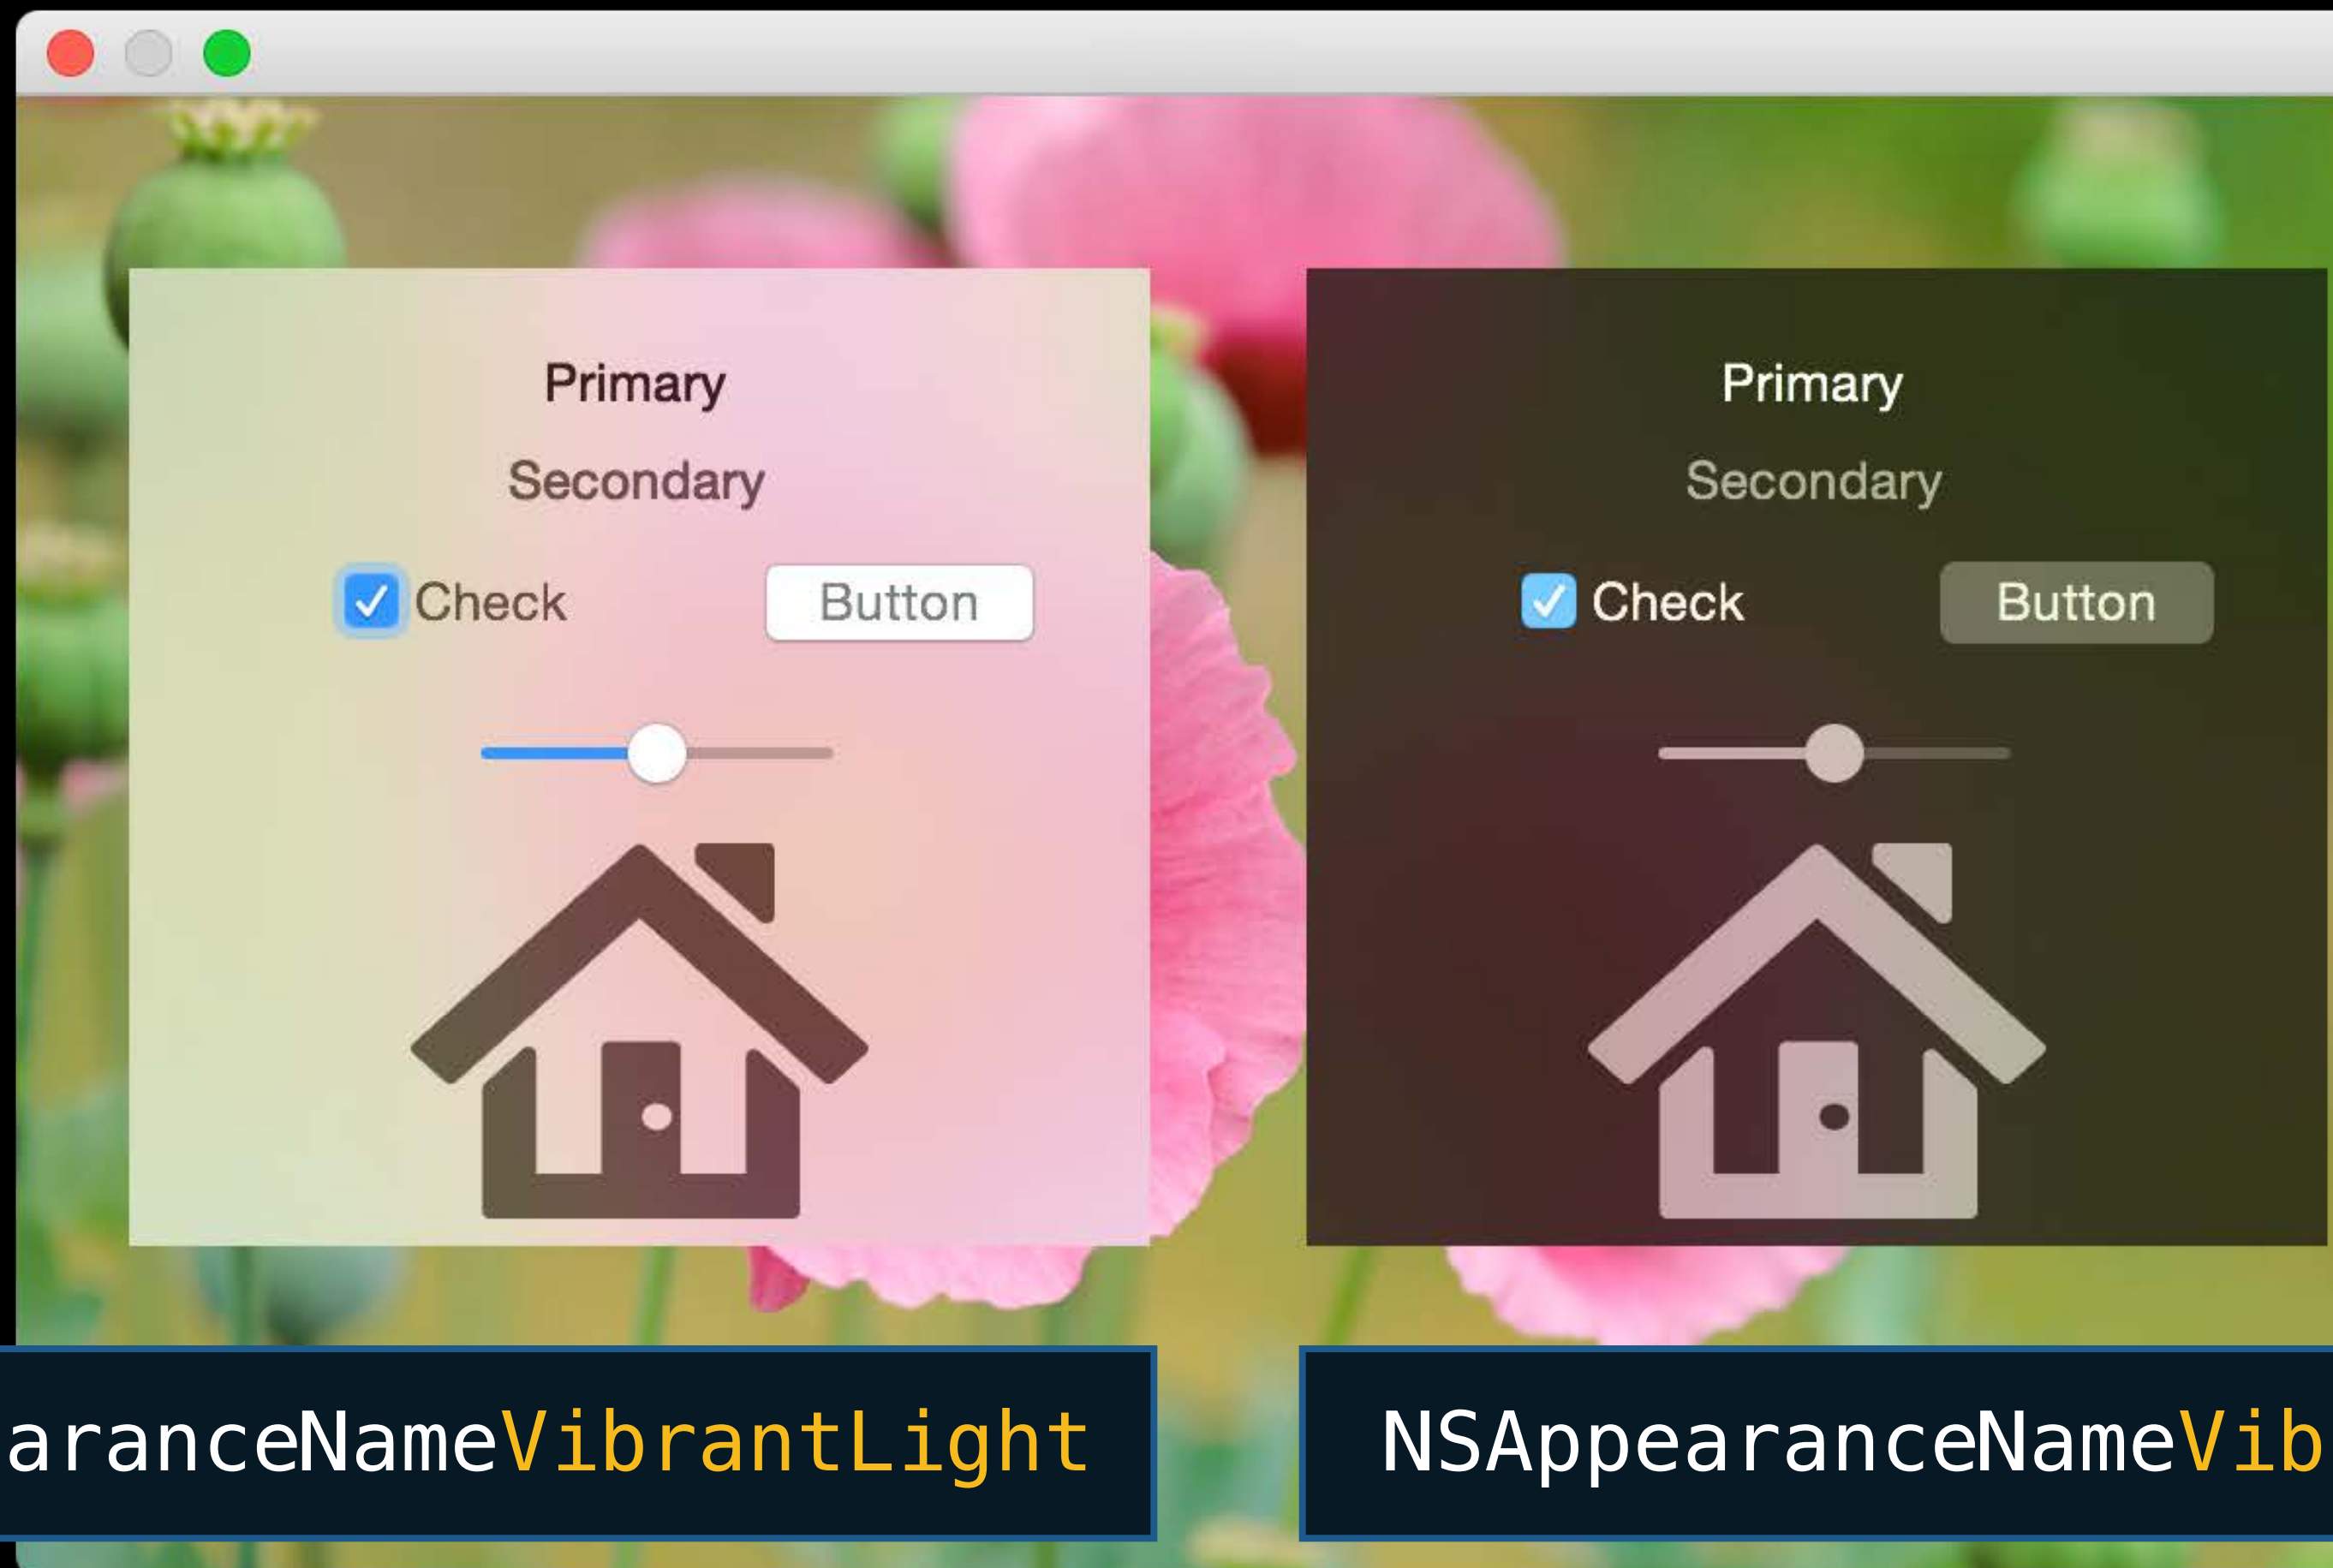 Primary
Secondary
Check
Button
Primary
Secondary
Check
Button
aranceNameVibrantLight
NSAppearanceNameVib